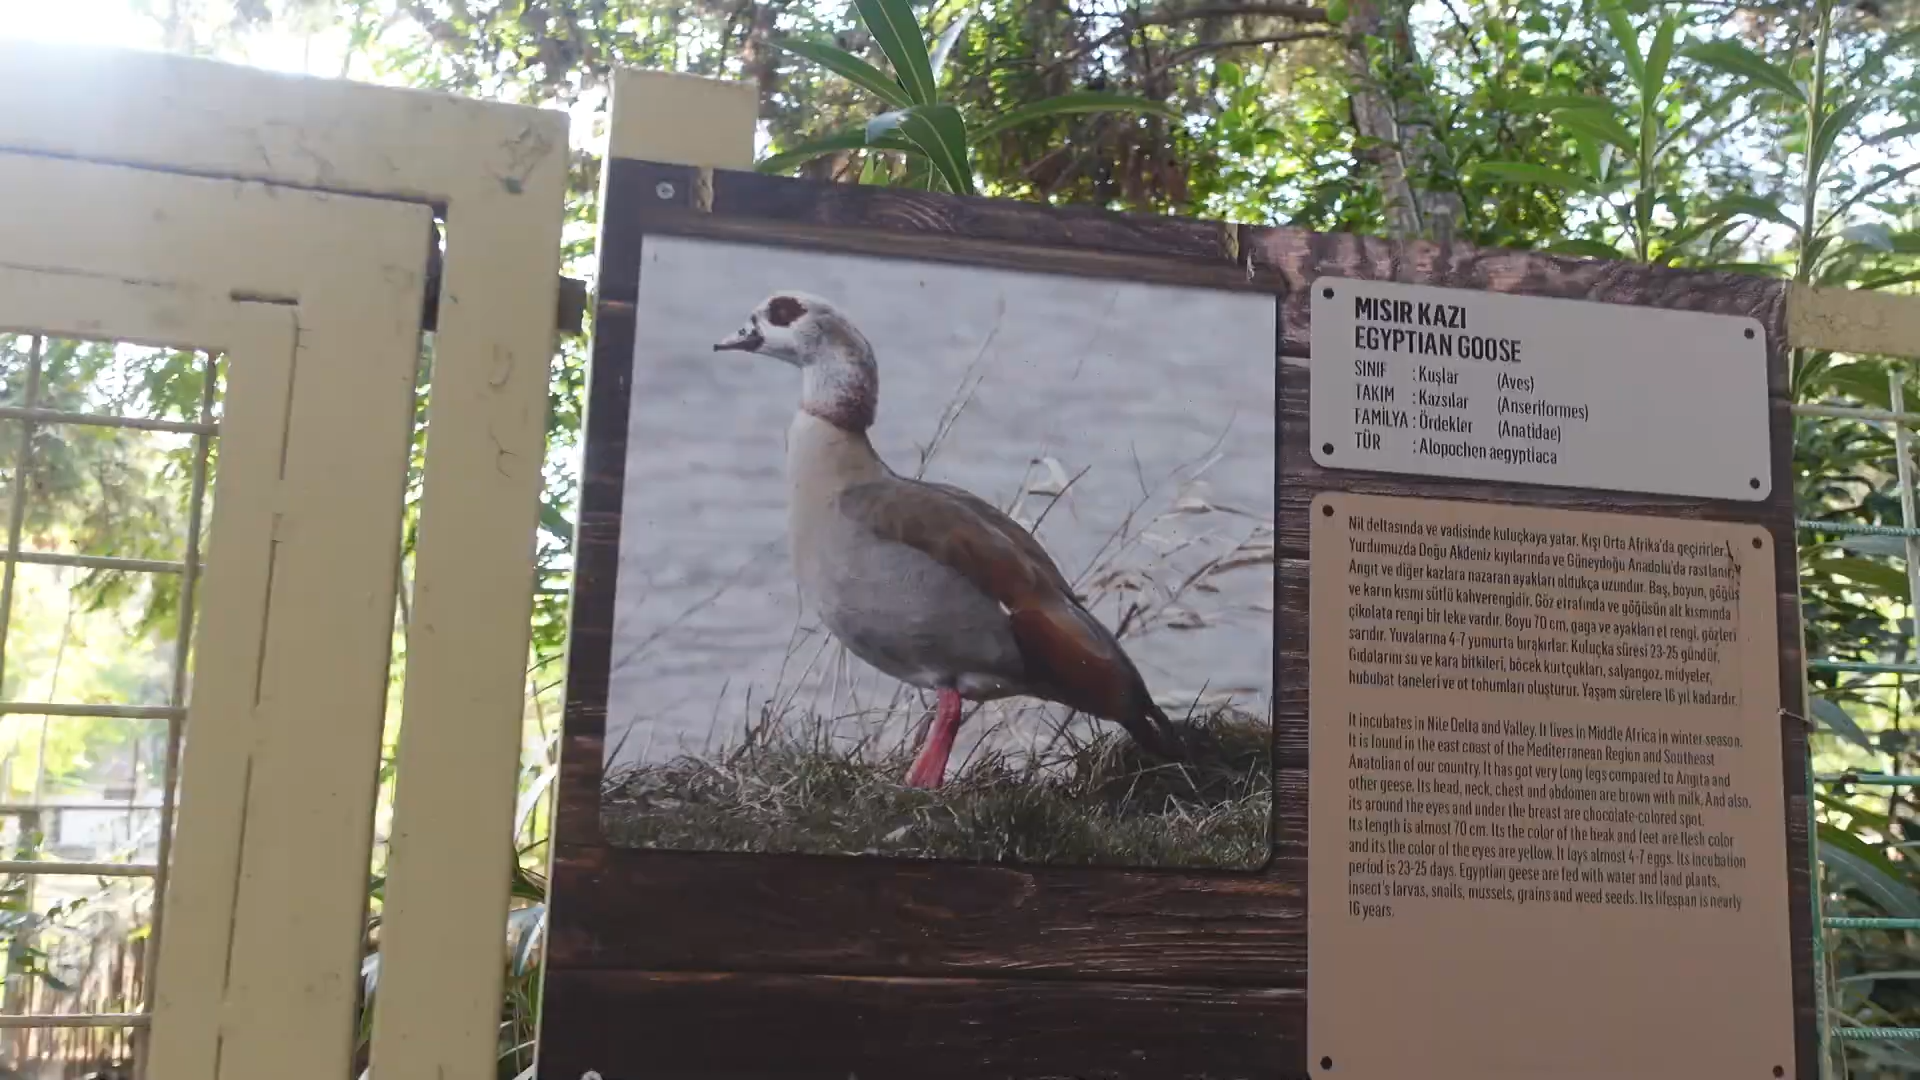 MISIR KAZI
EGYPTIAN GOOSE
SINIF : Kuşlar (Aves)
TAKIM : Kazsılar (Anseriformes)
FAMİLYA : Ördekler (Anatidae)
TÜR : Alopochen aegyptiaca
Nil deltasında ve vadisinde kuluçkaya yatar. Kışı Orta Afrika'da geçirirler.
Yurdumuzda Doğu Akdeniz kıyılarında ve Güneydoğu Anadolu'da rastlanır.
Angıt ve diğer kazlara nazaran ayakları oldukça uzundur. Baş, boyun, göğüs
ve karın kısmı sütlü kahverengidir. Göz etrafında ve göğüsün alt kısmında
çikolata rengi bir leke vardır. Boyu 70 cm, gaga ve ayakları et rengi, gözleri
sarıdır. Yuvalarına 4-7 yumurta bırakırlar. Kuluçka süresi 23-25 gündür.
Gıdalarını su ve kara bitkileri, böcek kurtçukları, salyangoz, midyeler,
hububat taneleri ve ot tohumları oluşturur. Yaşam sürelere 16 yıl kadardır.
It incubates in Nile Delta and Valley. It lives in Middle Africa in winter season.
It is found in the east coast of the Mediterranean Region and Southeast
Anatolian of our country. It has got very long legs compared to Angıta and
other geese. Its head, neck, chest and abdomen are brown with milk. And also,
its around the eyes and under the breast are chocolate-colored spot.
Its length is almost 70 cm. Its the color of the beak and feet are flesh color
and its the color of the eyes are yellow. It lays almost 4-7 eggs. Its incubation
period is 23-25 days. Egyptian geese are fed with water and land plants,
insect's larvas, snails, mussels, grains and weed seeds. Its lifespan is nearly
16 years.